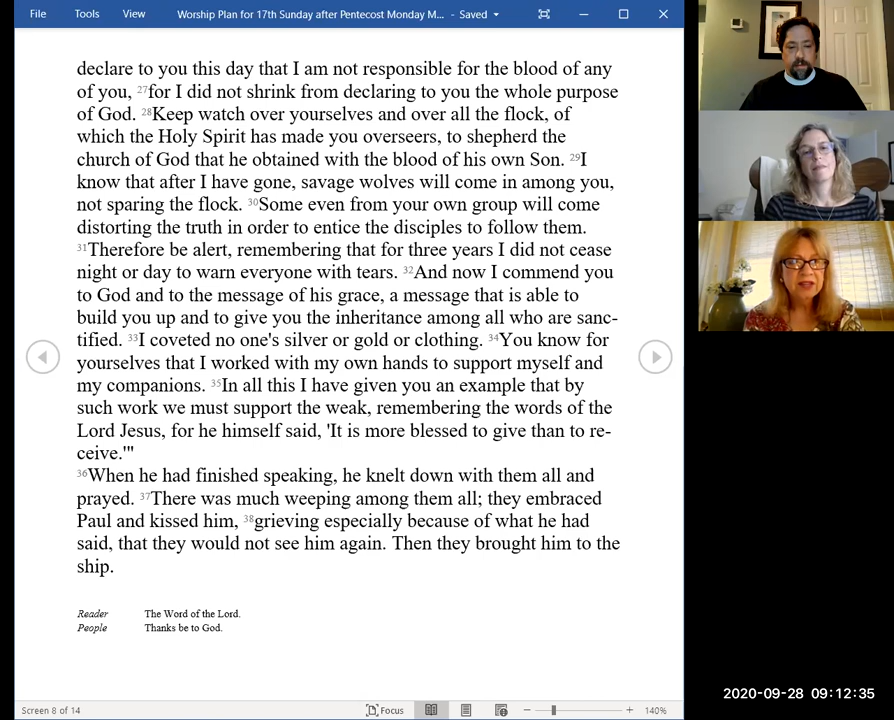 File Tools View Worship Plan for 17th Sunday after Pentecost Monday M... - Saved
declare to you this day that I am not responsible for the blood of any
of you, 27for I did not shrink from declaring to you the whole purpose
of God. 28Keep watch over yourselves and over all the flock, of
which the Holy Spirit has made you overseers, to shepherd the
church of God that he obtained with the blood of his own Son. 29I
know that after I have gone, savage wolves will come in among you,
not sparing the flock. 30Some even from your own group will come
distorting the truth in order to entice the disciples to follow them.
31Therefore be alert, remembering that for three years I did not cease
night or day to warn everyone with tears. 32And now I commend you
to God and to the message of his grace, a message that is able to
build you up and to give you the inheritance among all who are sanc-
tified. 33I coveted no one's silver or gold or clothing. 34You know for
yourselves that I worked with my own hands to support myself and
my companions. 35In all this I have given you an example that by
such work we must support the weak, remembering the words of the
Lord Jesus, for he himself said, 'It is more blessed to give than to re-
ceive.'"
36When he had finished speaking, he knelt down with them all and
prayed. 37There was much weeping among them all; they embraced
Paul and kissed him, 38grieving especially because of what he had
said, that they would not see him again. Then they brought him to the
ship.
Reader The Word of the Lord.
People Thanks be to God.
Screen 8 of 14 Focus 140%
2020-09-28 09:12:35